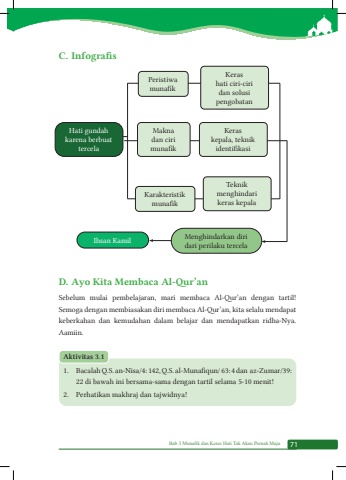 C. Infografis
Peristiwa
munafik
Keras
hati ciri-ciri
dan solusi
pengobatan
Hati gundah
karena berbuat
tercela
Makna
dan ciri
munafik
Keras
kepala, teknik
identifikasi
Karakteristik
munafik
Teknik
menghindari
keras kepala
Ihsan Kamil
Menghindarkan diri
dari perilaku tercela
D. Ayo Kita Membaca Al-Qur'an
Sebelum mulai pembelajaran, mari membaca Al-Qur'an dengan tartil!
Semoga dengan membiasakan diri membaca Al-Qur'an, kita selalu mendapat
keberkahan dan kemudahan dalam belajar dan mendapatkan ridha-Nya.
Aamiin.
Aktivitas 3.1
1. Bacalah Q.S. an-Nisa/4: 142, Q.S. al-Munafiqun/ 63: 4 dan az-Zumar/39:
22 di bawah ini bersama-sama dengan tartil selama 5-10 menit!
2. Perhatikan makhraj dan tajwidnya!
Bab 3 Munafik dan Keras Hati Tak Akan Pernah Maju 71